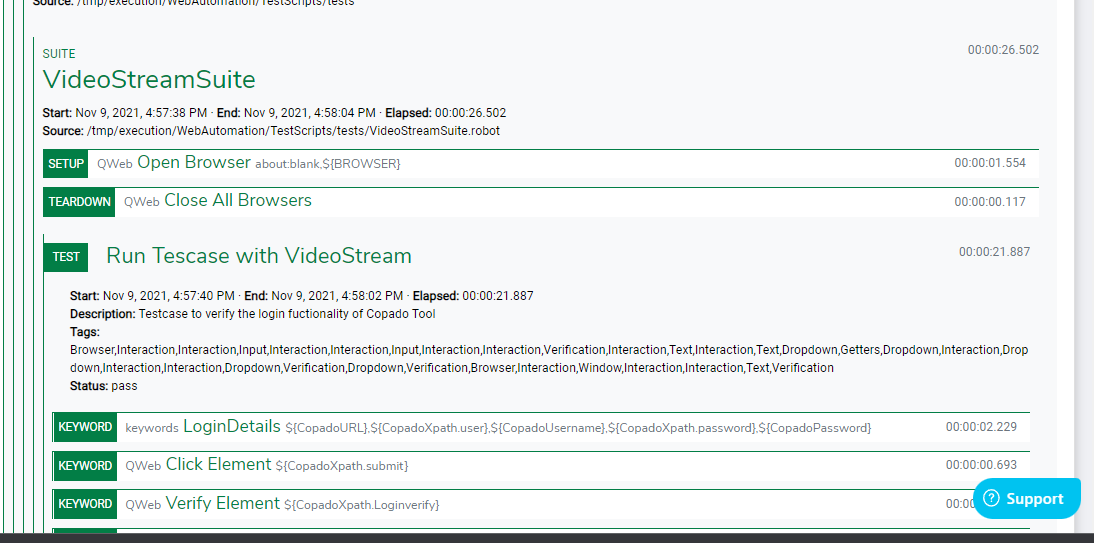 Source: /tmp/execution/WebAutomation/TestScripts/tests
SUITE
00:00:26.502
VideoStreamSuite
Start: Nov 9, 2021, 4:57:38 PM · End: Nov 9, 2021, 4:58:04 PM · Elapsed: 00:00:26.502
Source: /tmp/execution/WebAutomation/TestScripts/tests/VideoStreamSuite.robot
SETUP QWeb Open Browser about:blank,${BROWSER} 00:00:01.554
TEARDOWN QWeb Close All Browsers 00:00:00.117
TEST Run Tescase with VideoStream 00:00:21.887
Start: Nov 9, 2021, 4:57:40 PM · End: Nov 9, 2021, 4:58:02 PM · Elapsed: 00:00:21.887
Description: Testcase to verify the login fuctionality of Copado Tool
Tags:
Browser,Interaction,Interaction,Input,Interaction,Interaction,Input,Interaction,Interaction,Verification,Interaction,Text,Interaction,Text,Dropdown,Getters,Dropdown,Interaction,Drop
down,Interaction,Interaction,Dropdown,Verification,Dropdown,Verification,Browser,Interaction,Window,Interaction,Interaction,Text,Verification
Status: pass
KEYWORD keywords LoginDetails ${CopadoURL},${CopadoXpath.user},${CopadoUsername},${CopadoXpath.password},${CopadoPassword} 00:00:02.229
KEYWORD QWeb Click Element ${CopadoXpath.submit} 00:00:00.693
KEYWORD QWeb Verify Element ${CopadoXpath.Loginverify} 00:00
Support